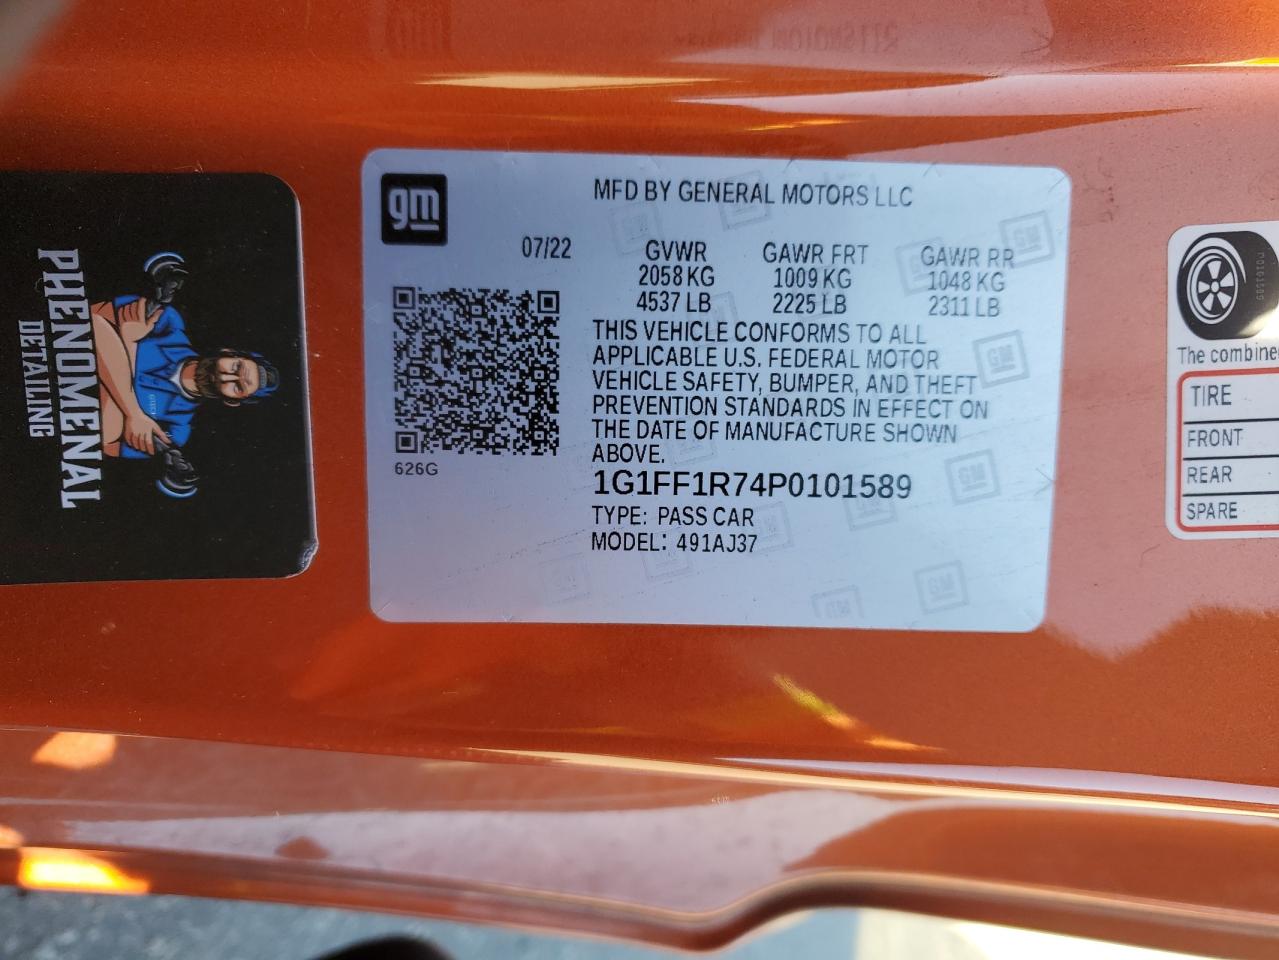 PHENOMENAL
DETAILING
gm
MFD BY GENERAL MOTORS LLC
07/22
GVWR GAWR FRT GAWR RR
2058 KG 1009 KG 1048 KG
4537 LB 2225 LB 2311 LB
THIS VEHICLE CONFORMS TO ALL
APPLICABLE U.S. FEDERAL MOTOR
VEHICLE SAFETY, BUMPER, AND THEFT
PREVENTION STANDARDS IN EFFECT ON
THE DATE OF MANUFACTURE SHOWN
ABOVE.
626G
1G1FF1R74P0101589
TYPE: PASS CAR
MODEL: 491AJ37
The combine
TIRE
FRONT
REAR
SPARE